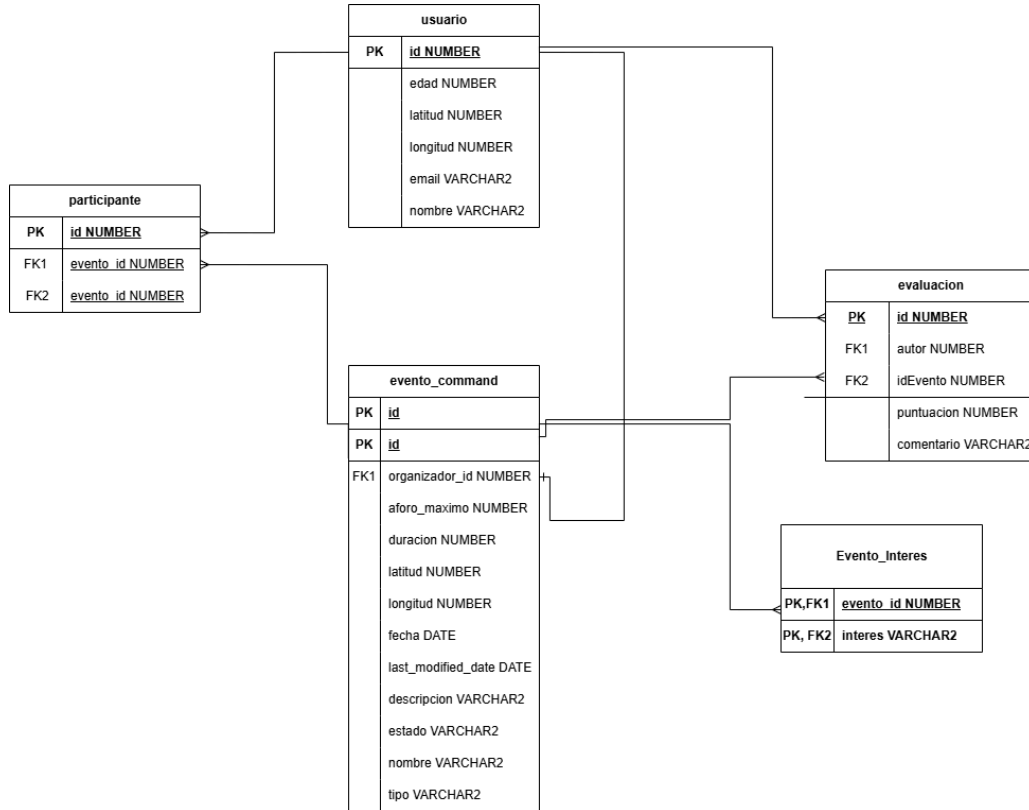 usuario
PK id NUMBER
edad NUMBER
latitud NUMBER
longitud NUMBER
email VARCHAR2
nombre VARCHAR2
participante
PK id NUMBER
FK1 evento_id NUMBER
FK2 evento_id NUMBER
evaluacion
PK id NUMBER
FK1 autor NUMBER
FK2 idEvento NUMBER
puntuacion NUMBER
comentario VARCHAR2
evento_command
PK id
PK id
FK1 organizador_id NUMBER
aforo_maximo NUMBER
duracion NUMBER
latitud NUMBER
longitud NUMBER
fecha DATE
last_modified_date DATE
descripcion VARCHAR2
estado VARCHAR2
nombre VARCHAR2
tipo VARCHAR2
Evento_Interes
PK,FK1 evento_id NUMBER
PK, FK2 interes VARCHAR2